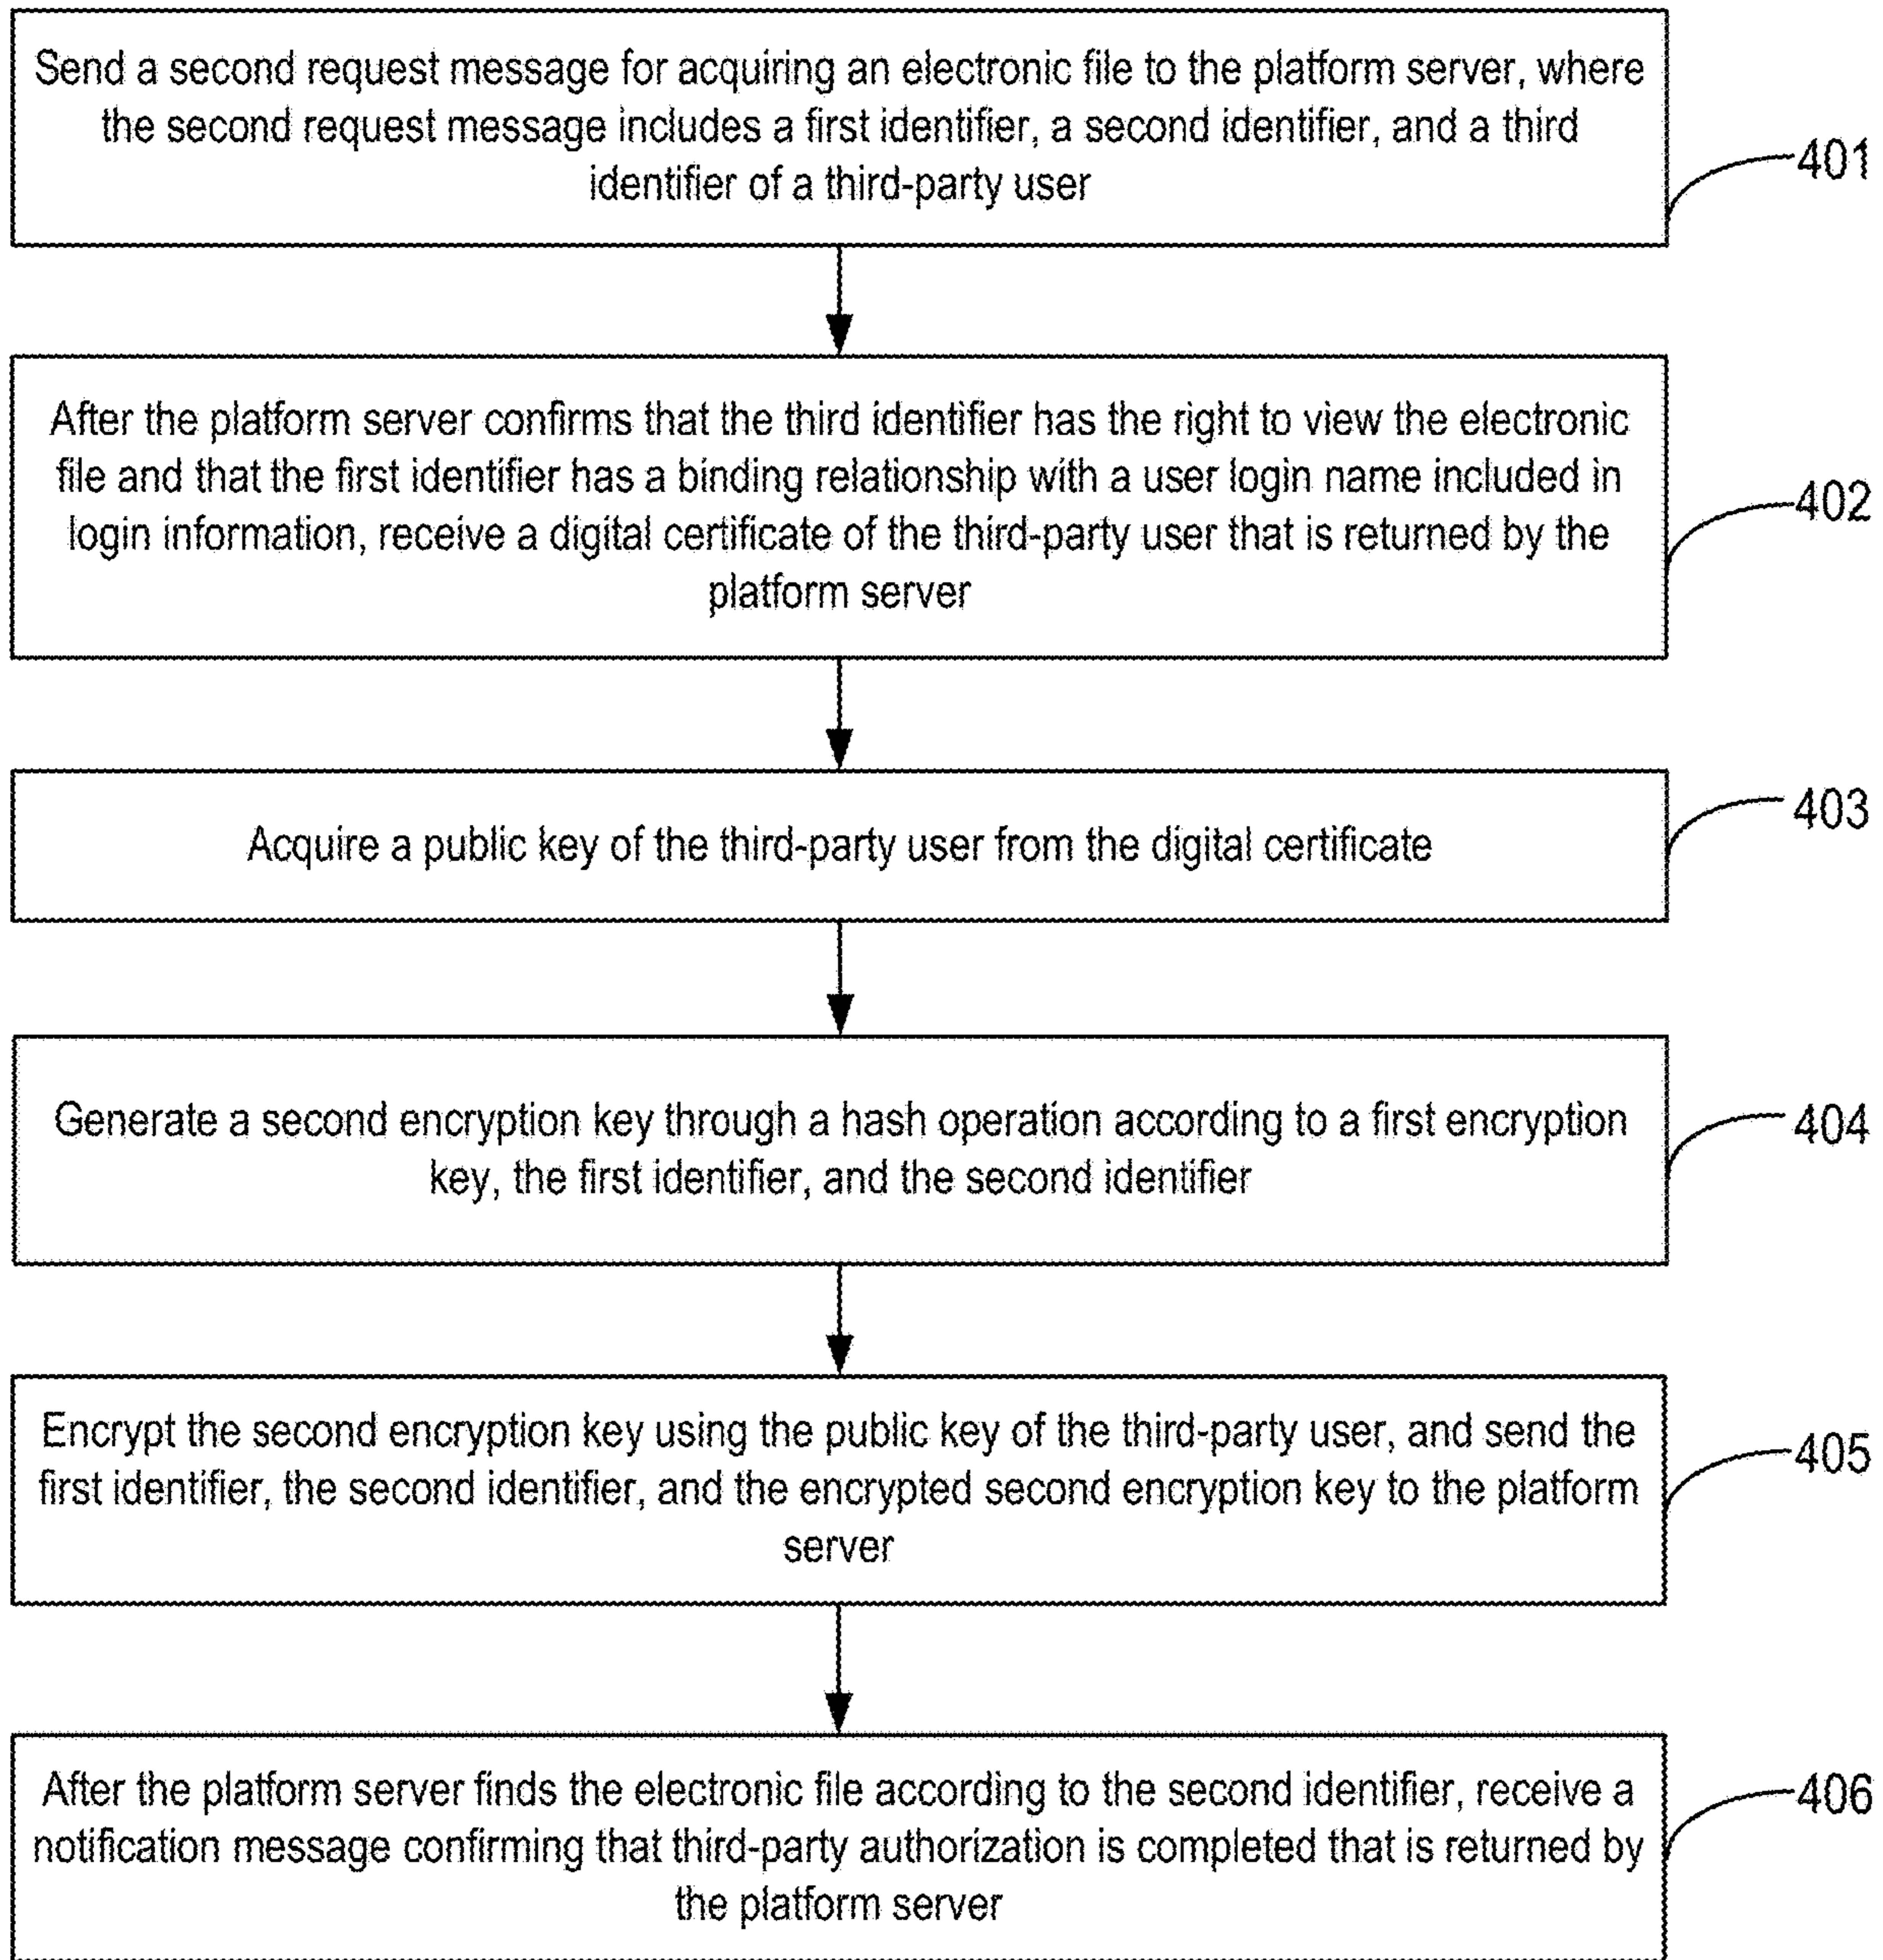 Send a second request message for acquiring an electronic file to the platform server, where
the second request message includes a first identifier, a second identifier, and a third
identifier of a third-party user
401
After the platform server confirms that the third identifier has the right to view the electronic
file and that the first identifier has a binding relationship with a user login name included in
login information, receive a digital certificate of the third-party user that is returned by the
platform server
402
Acquire a public key of the third-party user from the digital certificate
403
Generate a second encryption key through a hash operation according to a first encryption
key, the first identifier, and the second identifier
404
Encrypt the second encryption key using the public key of the third-party user, and send the
first identifier, the second identifier, and the encrypted second encryption key to the platform
server
405
After the platform server finds the electronic file according to the second identifier, receive a
notification message confirming that third-party authorization is completed that is returned by
the platform server
406